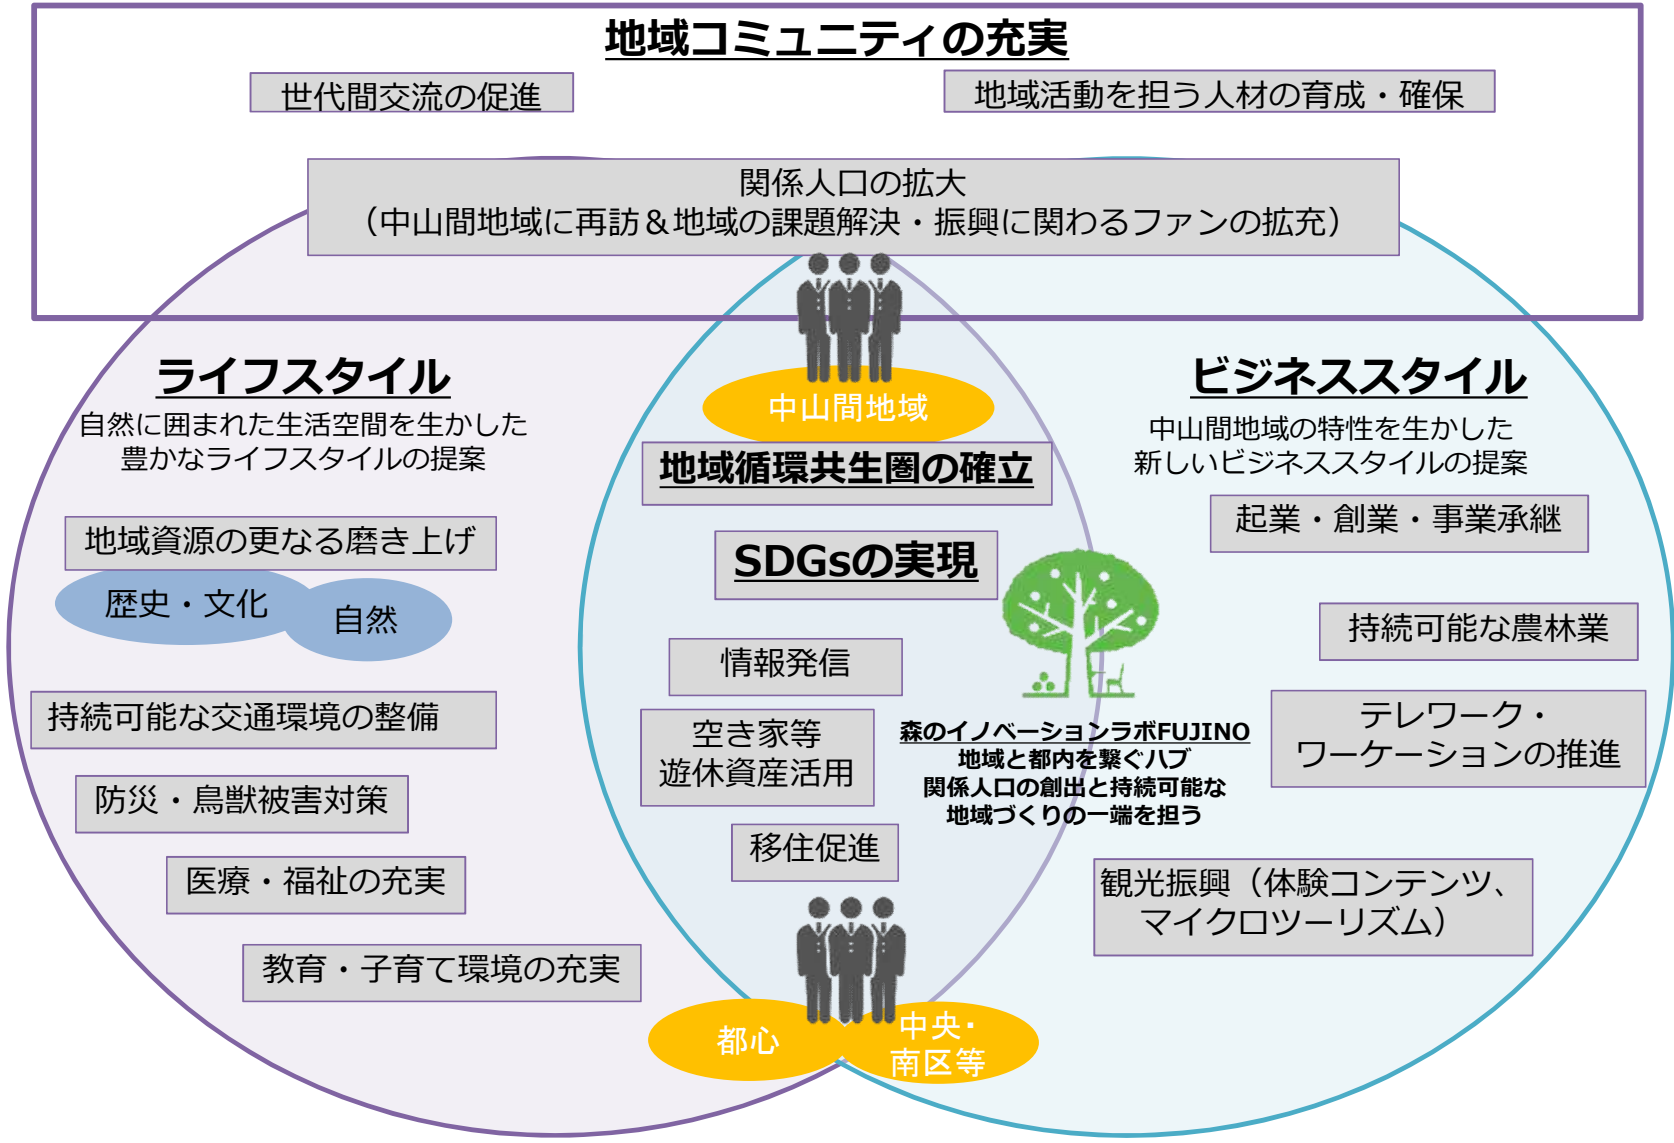 地域コミュニティの充実
世代間交流の促進
地域活動を担う人材の育成・確保
関係人口の拡大
（中山間地域に再訪＆地域の課題解決・振興に関わるファンの拡充）
ライフスタイル
自然に囲まれた生活空間を生かした
豊かなライフスタイルの提案
地域資源の更なる磨き上げ
歴史・文化
自然
持続可能な交通環境の整備
防災・鳥獣被害対策
医療・福祉の充実
教育・子育て環境の充実
中山間地域
地域循環共生圏の確立
SDGsの実現
情報発信
空き家等
遊休資産活用
移住促進
森のイノベーションラボFUJINO
地域と都内を繋ぐハブ
関係人口の創出と持続可能な
地域づくりの一端を担う
都心
中央・
南区等
ビジネススタイル
中山間地域の特性を生かした
新しいビジネススタイルの提案
起業・創業・事業承継
持続可能な農林業
テレワーク・
ワーケーションの推進
観光振興（体験コンテンツ、
マイクロツーリズム）